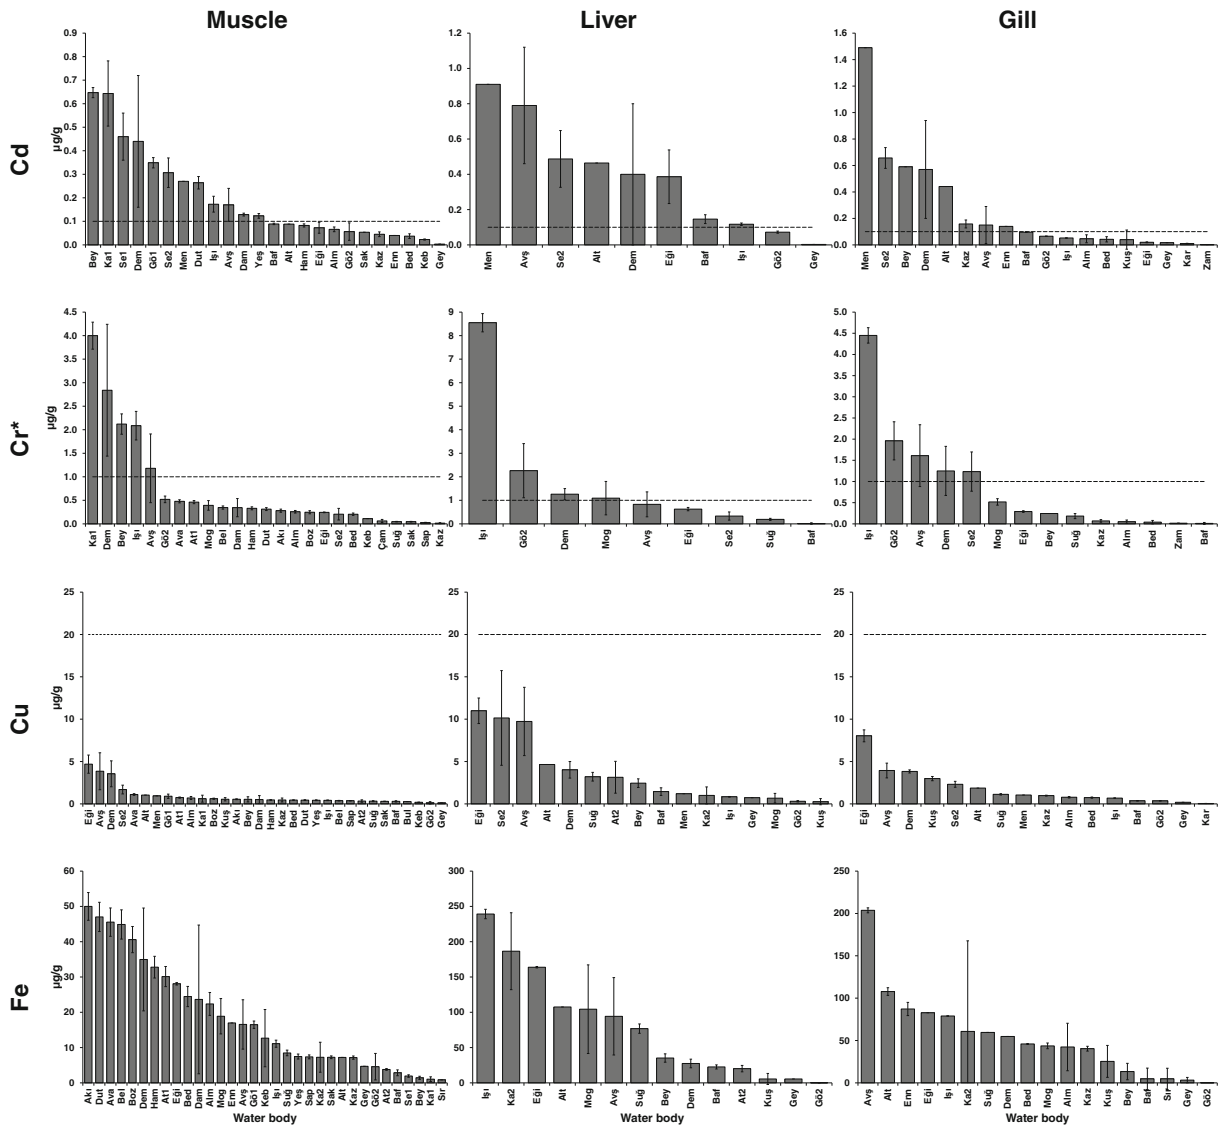 Muscle Liver Gill
Cd
µg/g
0.9 0.8 0.7 0.6 0.5 0.4 0.3 0.2 0.1 0.0
Bey Ka1 Se1 Dem Gö1 Se2 Men Dut Işı Avş Dam Yeş Baf Alt Ham Eği Alm Gö2 Sak Kaz Enn Bed Keb Gey
1.2 1.0 0.8 0.6 0.4 0.2 0.0
Men Avş Se2 Alt Dem Eği Baf Işı Gö2 Gey
1.6 1.4 1.2 1.0 0.8 0.6 0.4 0.2 0.0
Men Se2 Bey Dem Alt Kaz Avş Enn Baf Gö2 Işı Alm Bed Kuş Eği Gey Kar Zam
Cr*
µg/g
4.5 4.0 3.5 3.0 2.5 2.0 1.5 1.0 0.5 0.0
Ka1 Dem Bey Işı Avş Gö2 Ava At1 Mog Bel Dam Ham Dut Akı Alm Boz Eği Se2 Bed Keb Çam Suğ Sak Sap Kaz
9 8 7 6 5 4 3 2 1 0
Işı Gö2 Dem Mog Avş Eği Se2 Suğ Baf
5.0 4.5 4.0 3.5 3.0 2.5 2.0 1.5 1.0 0.5 0.0
Işı Gö2 Avş Dem Se2 Mog Eği Bey Suğ Kaz Alm Bed Zam Baf
Cu
µg/g
25 20 15 10 5 0
Eği Avş Dem Se2 Ava Alt Men Gö1 At1 Alm Ka1 Boz Kuş Akı Bey Dam Ham Kaz Bed Dut Yeş Işı Bel Sap At2 Suğ Sak Baf Bul Keb Gö2 Gey
25 20 15 10 5 0
Eği Se2 Avş Alt Dem Suğ At2 Bey Baf Men Ka2 Işı Gey Mog Gö2 Kuş
25 20 15 10 5 0
Eği Avş Dem Kuş Se2 Alt Suğ Men Kaz Alm Bed Işı Baf Gö2 Gey Kar
Fe
µg/g
60 50 40 30 20 10 0
Akı Dut Ava Bel Boz Dem Ham At1 Eği Bed Dam Alm Mog Enn Avş Gö1 Keb Işı Suğ Yeş Sap Ka2 Sak Alt Kaz Gey Gö2 At2 Baf Se1 Bey Ka1 Sır
Water body
300 250 200 150 100 50 0
Işı Ka2 Eği Alt Mog Avş Suğ Bey Dem Baf At2 Kuş Gey Gö2
Water body
250 200 150 100 50 0
Avş Alt Enn Eği Işı Ka2 Suğ Dem Bed Mog Alm Kaz Kuş Bey Baf Sır Gey Gö2
Water body